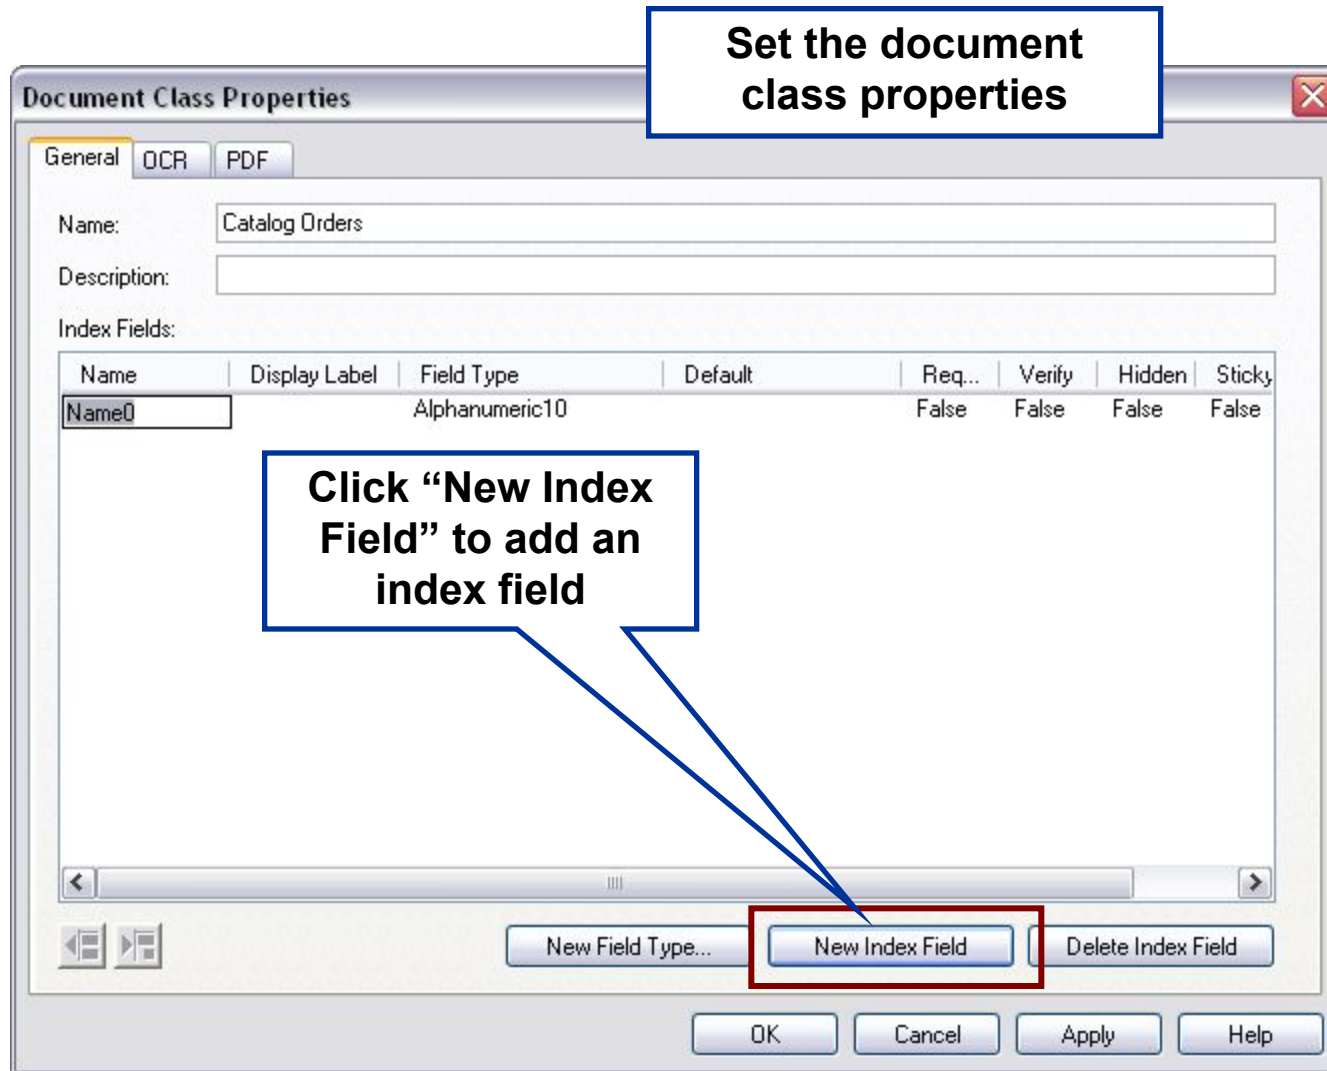 Set the document
class properties
Document Class Properties
General OCR PDF
Name: Catalog Orders
Description:
Index Fields:
Name Display Label Field Type Default Req... Verify Hidden Sticky
Name0 Alphanumeric10 False False False False
Click “New Index
Field” to add an
index field
New Field Type... New Index Field Delete Index Field
OK Cancel Apply Help